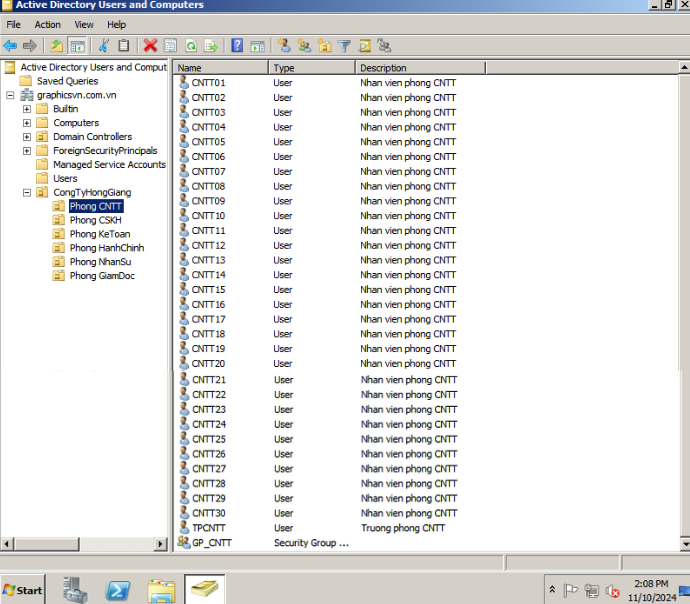 Active Directory Users and Computers
File Action View Help
Active Directory Users and Comput
Saved Queries
graphicsvn.com.vn
Builtin
Computers
Domain Controllers
ForeignSecurityPrincipals
Managed Service Accounts
Users
CongTyHongGiang
Phong CNTT
Phong CSKH
Phong KeToan
Phong HanhChinh
Phong NhanSu
Phong GiamDoc
Name Type Description
CNTT01 User Nhan vien phong CNTT
CNTT02 User Nhan vien phong CNTT
CNTT03 User Nhan vien phong CNTT
CNTT04 User Nhan vien phong CNTT
CNTT05 User Nhan vien phong CNTT
CNTT06 User Nhan vien phong CNTT
CNTT07 User Nhan vien phong CNTT
CNTT08 User Nhan vien phong CNTT
CNTT09 User Nhan vien phong CNTT
CNTT10 User Nhan vien phong CNTT
CNTT11 User Nhan vien phong CNTT
CNTT12 User Nhan vien phong CNTT
CNTT13 User Nhan vien phong CNTT
CNTT14 User Nhan vien phong CNTT
CNTT15 User Nhan vien phong CNTT
CNTT16 User Nhan vien phong CNTT
CNTT17 User Nhan vien phong CNTT
CNTT18 User Nhan vien phong CNTT
CNTT19 User Nhan vien phong CNTT
CNTT20 User Nhan vien phong CNTT
CNTT21 User Nhan vien phong CNTT
CNTT22 User Nhan vien phong CNTT
CNTT23 User Nhan vien phong CNTT
CNTT24 User Nhan vien phong CNTT
CNTT25 User Nhan vien phong CNTT
CNTT26 User Nhan vien phong CNTT
CNTT27 User Nhan vien phong CNTT
CNTT28 User Nhan vien phong CNTT
CNTT29 User Nhan vien phong CNTT
CNTT30 User Nhan vien phong CNTT
TPCNTT User Truong phong CNTT
GP_CNTT Security Group ...
Start
2:08 PM
11/10/2024